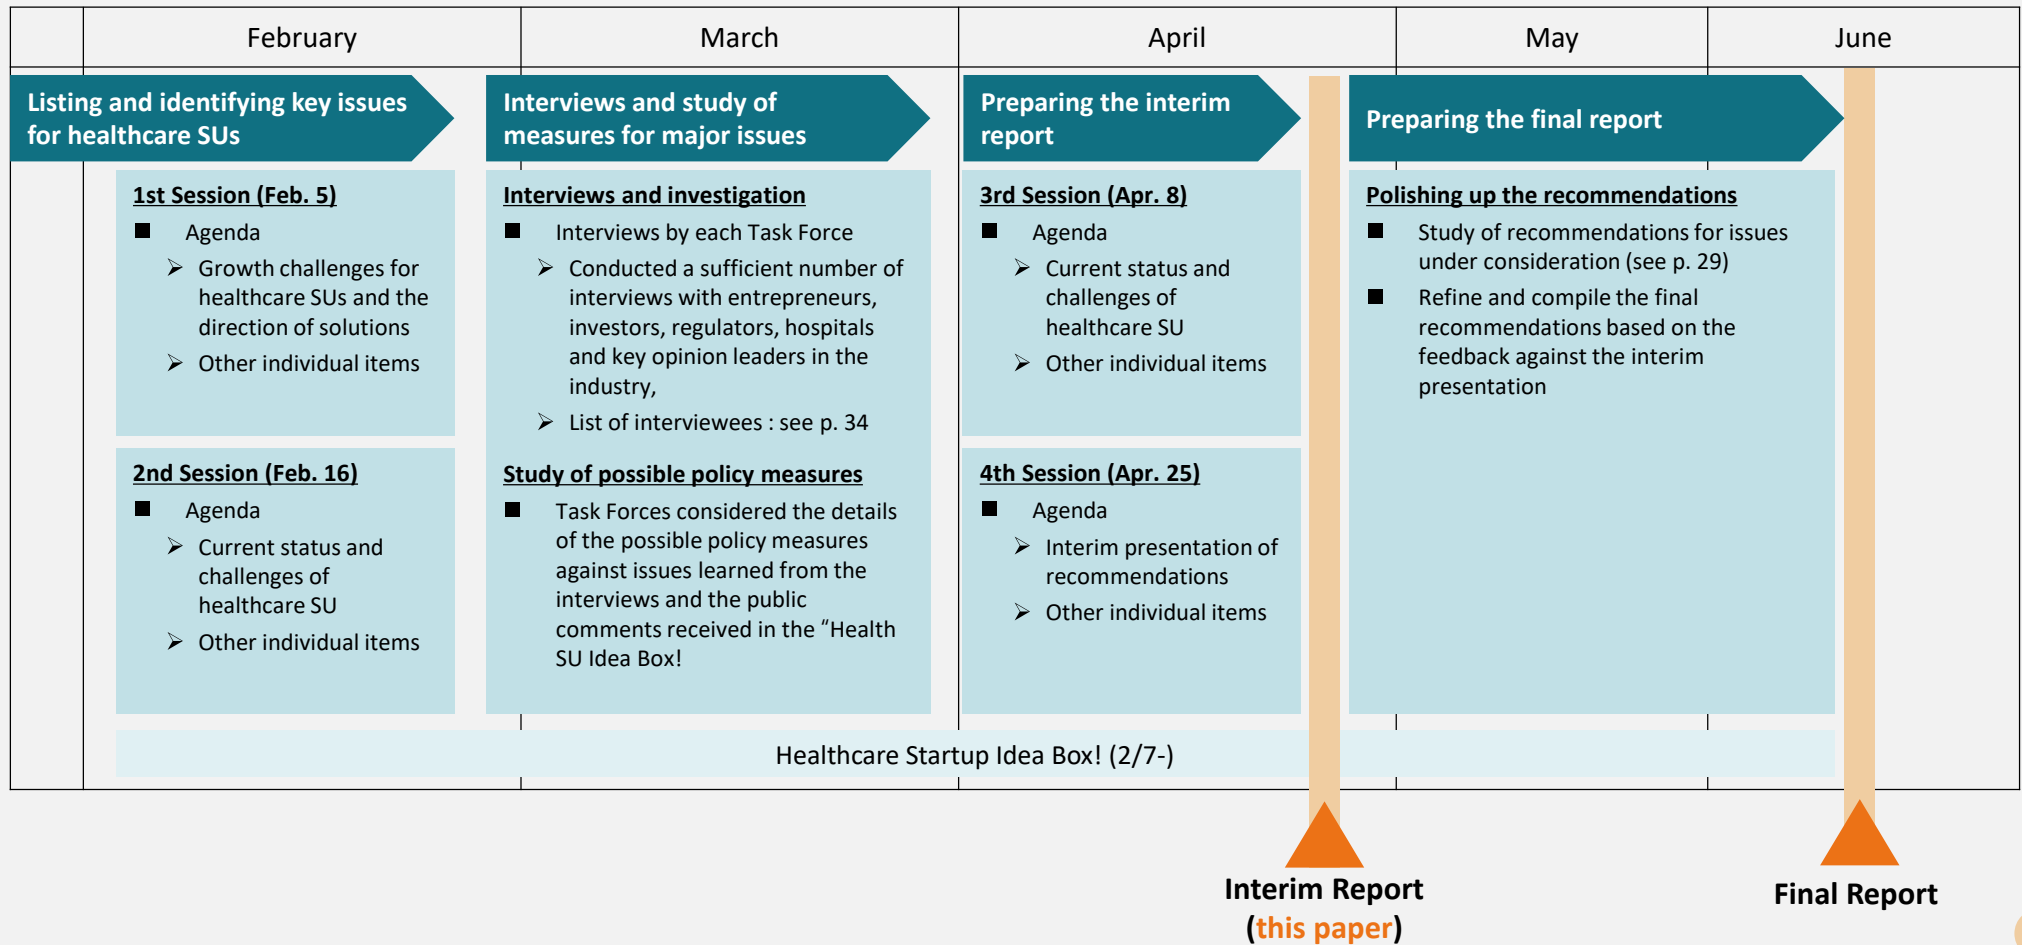 February
March
April
May
June
Listing and identifying key issues
for healthcare SUs
Interviews and study of
measures for major issues
Preparing the interim
report
Preparing the final report
1st Session (Feb. 5)
■ Agenda
➢ Growth challenges for
healthcare SUs and the
direction of solutions
➢ Other individual items
2nd Session (Feb. 16)
■ Agenda
➢ Current status and
challenges of
healthcare SU
➢ Other individual items
Interviews and investigation
■ Interviews by each Task Force
➢ Conducted a sufficient number of
interviews with entrepreneurs,
investors, regulators, hospitals
and key opinion leaders in the
industry,
➢ List of interviewees : see p. 34
Study of possible policy measures
■ Task Forces considered the details
of the possible policy measures
against issues learned from the
interviews and the public
comments received in the “Health
SU Idea Box!
3rd Session (Apr. 8)
■ Agenda
➢ Current status and
challenges of
healthcare SU
➢ Other individual items
4th Session (Apr. 25)
■ Agenda
➢ Interim presentation of
recommendations
➢ Other individual items
Polishing up the recommendations
■ Study of recommendations for issues
under consideration (see p. 29)
■ Refine and compile the final
recommendations based on the
feedback against the interim
presentation
Healthcare Startup Idea Box! (2/7-)
Interim Report
(this paper)
Final Report